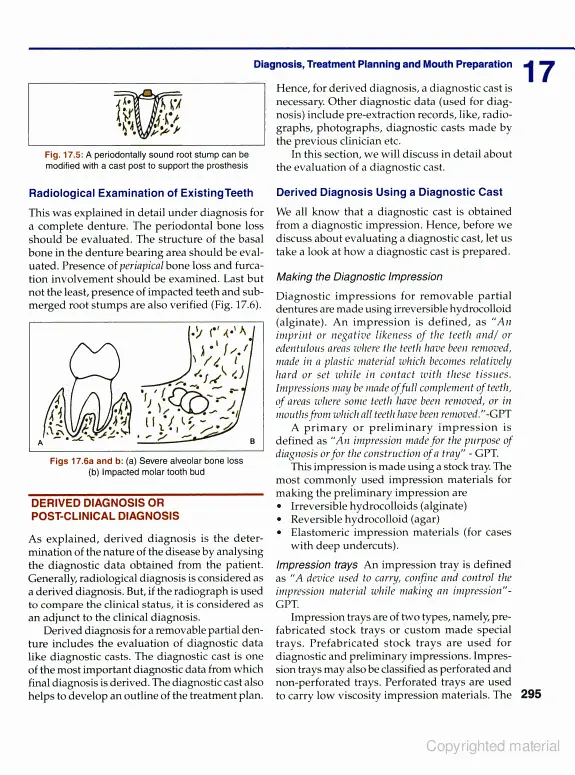 Diagnosis, Treatment Planning and Mouth Preparation
17
Fig. 17.5: A periodontally sound root stump can be
modified with a cast post to support the prosthesis
Radiological Examination of ExistingTeeth
This was explained in detail under diagnosis for
a complete denture. The periodontal bone loss
should be evaluated. The structure of the basal
bone in the denture bearing area should be eval-
uated. Presence of periapical bone loss and furca-
tion involvement should be examined. Last but
not the least, presence of impacted teeth and sub-
merged root stumps are also verified (Fig. 17.6).
A
B
Figs 17.6a and b: (a) Severe alveolar bone loss
(b) Impacted molar tooth bud
DERIVED DIAGNOSIS OR
POST-CLINICAL DIAGNOSIS
As explained, derived diagnosis is the deter-
mination of the nature of the disease by analysing
the diagnostic data obtained from the patient.
Generally, radiological diagnosis is considered as
a derived diagnosis. But, if the radiograph is used
to compare the clinical status, it is considered as
an adjunct to the clinical diagnosis.
Derived diagnosis for a removable partial den-
ture includes the evaluation of diagnostic data
like diagnostic casts. The diagnostic cast is one
of the most important diagnostic data from which
final diagnosis is derived. The diagnostic cast also
helps to develop an outline of the treatment plan.
Hence, for derived diagnosis, a diagnostic cast is
necessary. Other diagnostic data (used for diag-
nosis) include pre-extraction records, like, radio-
graphs, photographs, diagnostic casts made by
the previous clinician etc.
In this section, we will discuss in detail about
the evaluation of a diagnostic cast.
Derived Diagnosis Using a Diagnostic Cast
We all know that a diagnostic cast is obtained
from a diagnostic impression. Hence, before we
discuss about evaluating a diagnostic cast, let us
take a look at how a diagnostic cast is prepared.
Making the Diagnostic Impression
Diagnostic impressions for removable partial
dentures are made using irreversible hydrocolloid
(alginate). An impression is defined, as "An
imprint or negative likeness of the teeth and/ or
edentulous areas where the teeth have been removed,
made in a plastic material which becomes relatively
hard or set while in contact with these tissues.
Impressions may be made of full complement of teeth,
of areas where some teeth have been removed, or in
mouths from which all teeth have been removed."-GPT
A primary or preliminary impression is
defined as "An impression made for the purpose of
diagnosis or for the construction of a tray" - GPT.
This impression is made using a stock tray. The
most commonly used impression materials for
making the preliminary impression are
• Irreversible hydrocolloids (alginate)
• Reversible hydrocolloid (agar)
• Elastomeric impression materials (for cases
with deep undercuts).
Impression trays An impression tray is defined
as "A device used to carry, confine and control the
impression material while making an impression"-
GPT.
Impression trays are of two types, namely, pre-
fabricated stock trays or custom made special
trays. Prefabricated stock trays are used for
diagnostic and preliminary impressions. Impres-
sion trays may also be classified as perforated and
non-perforated trays. Perforated trays are used
to carry low viscosity impression materials. The
295
Copyrighted material